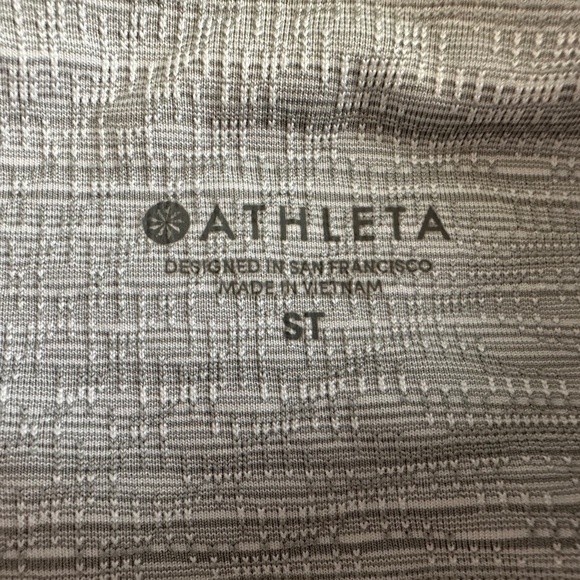 ATHLETA
DESIGNED IN SAN FRANCISCO
MADE IN VIETNAM
ST